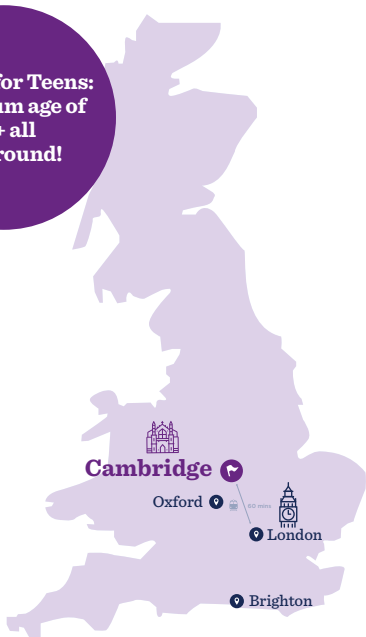 for Teens:
um age of
+ all
round!
Cambridge
Oxford
60 mins
London
Brighton